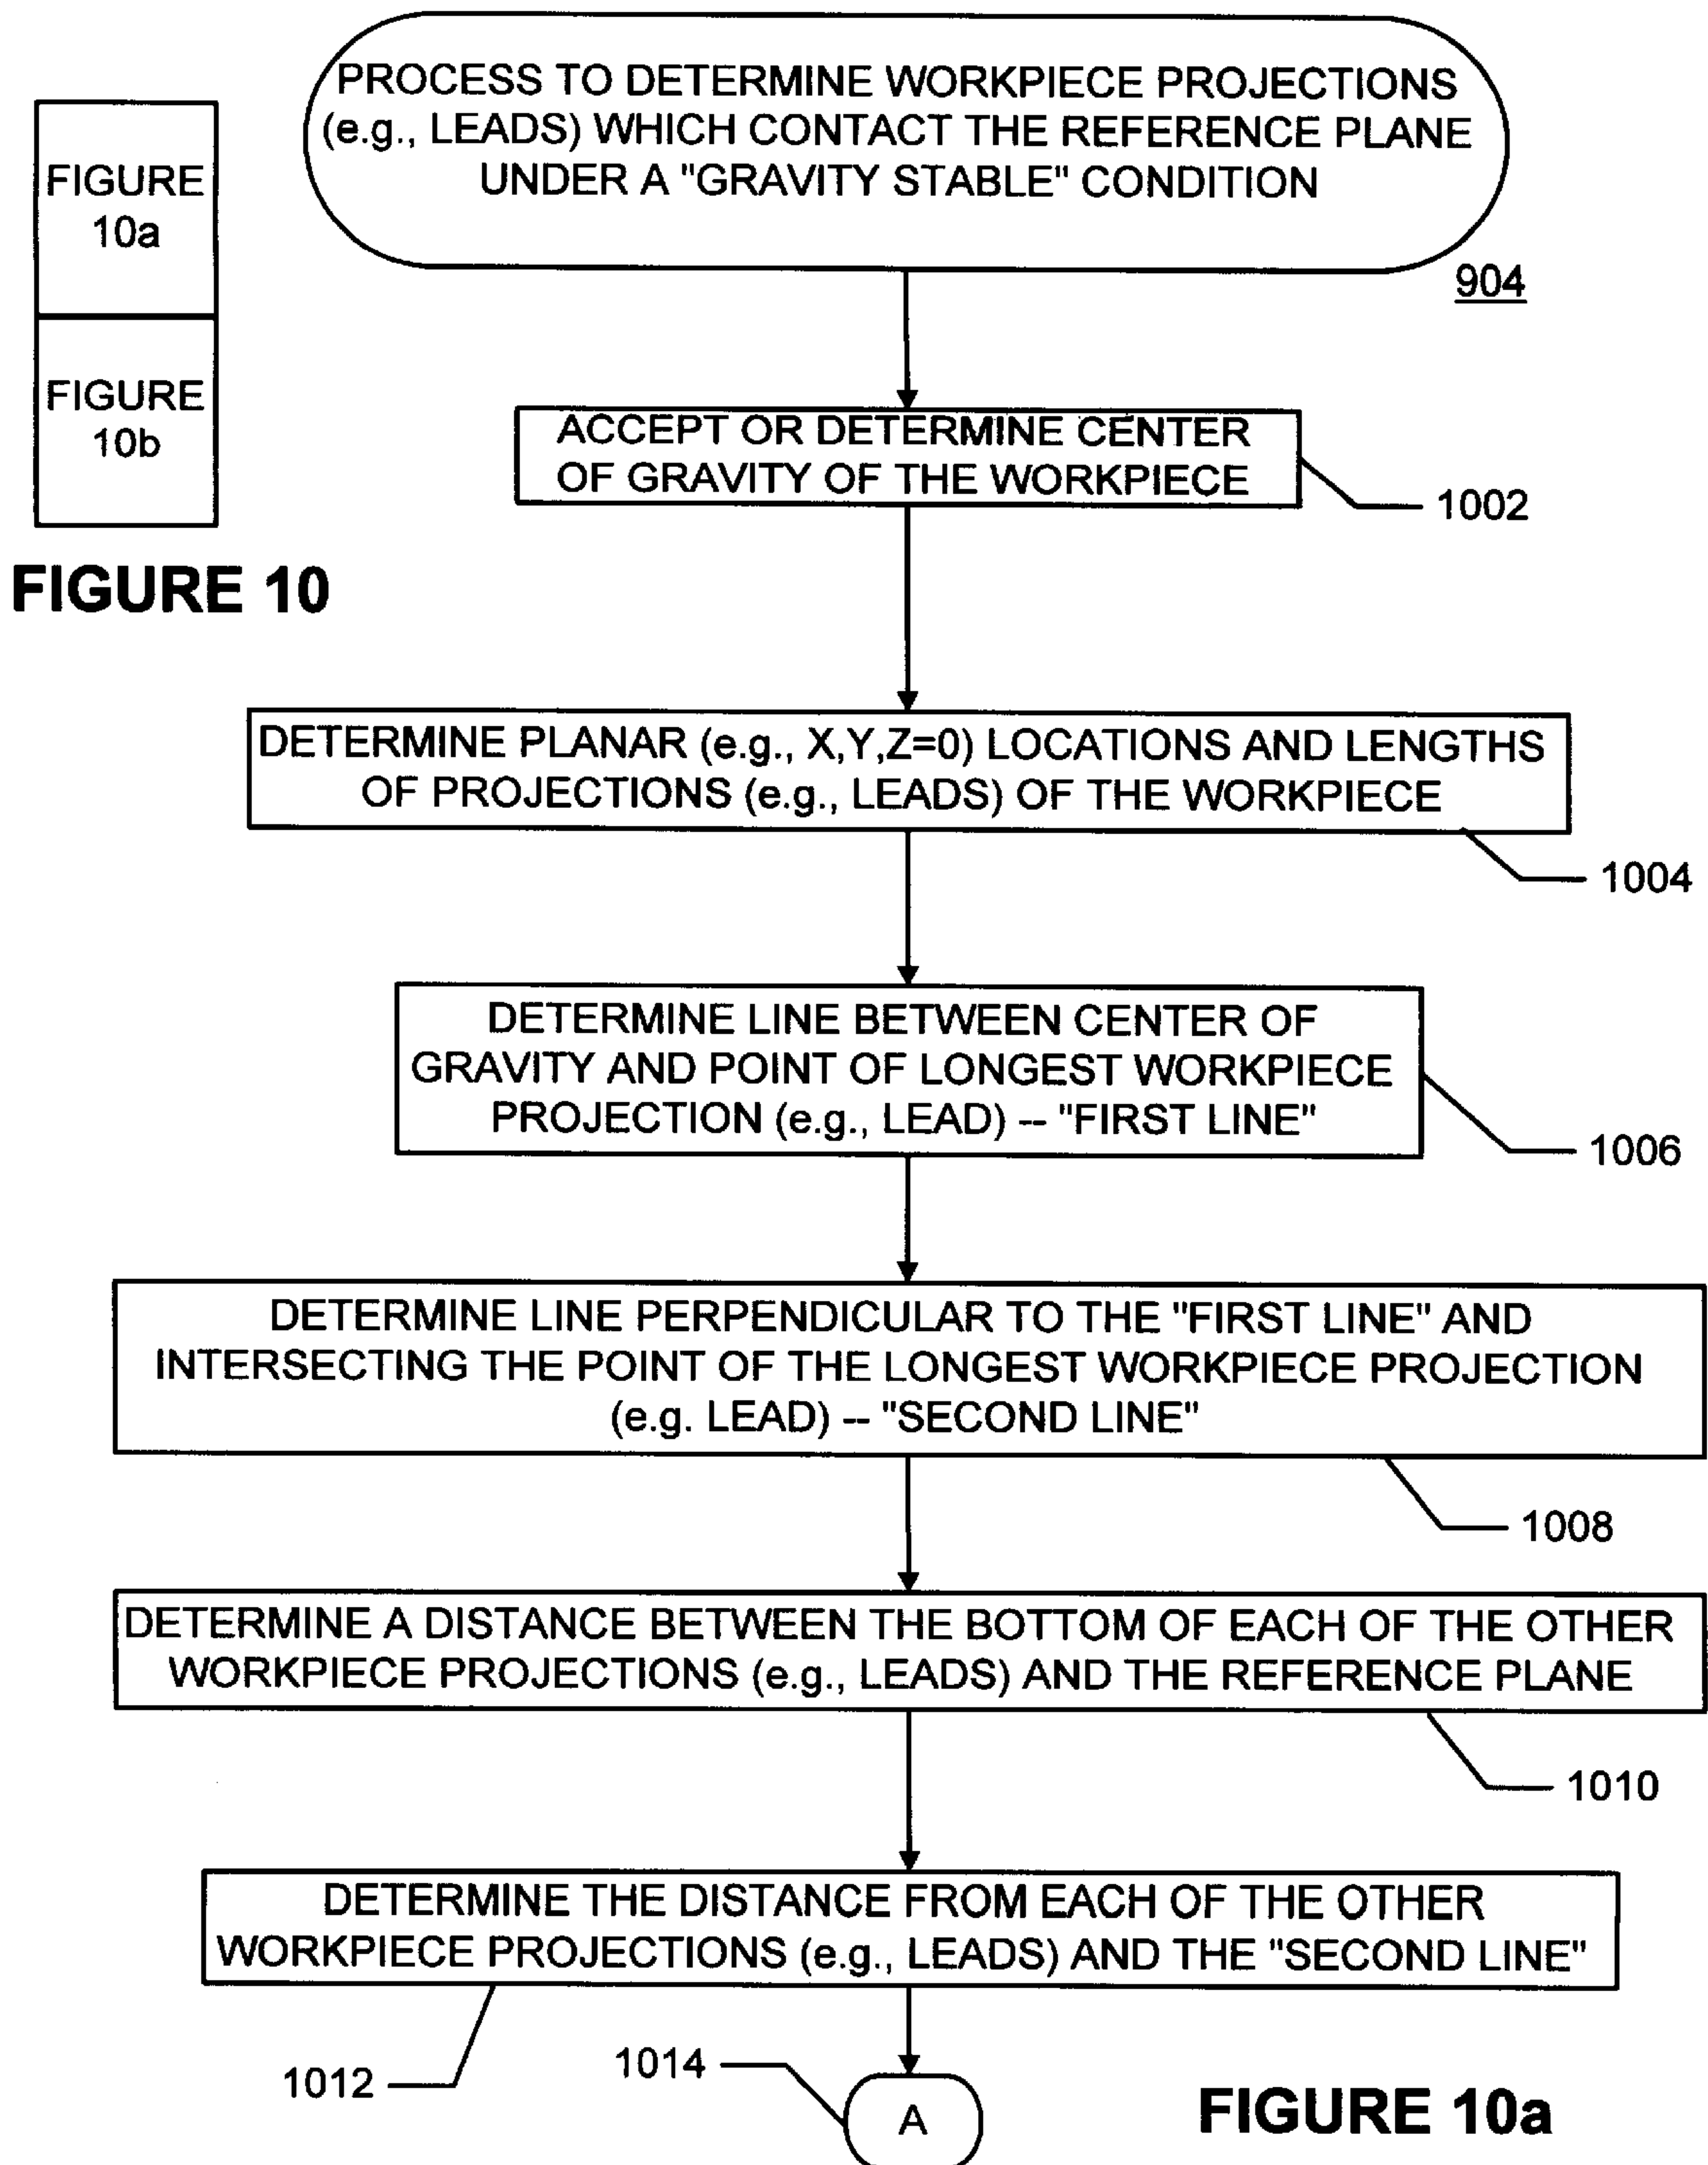 PROCESS TO DETERMINE WORKPIECE PROJECTIONS
(e.g., LEADS) WHICH CONTACT THE REFERENCE PLANE
UNDER A "GRAVITY STABLE" CONDITION
904
FIGURE
10a
FIGURE
10b
FIGURE 10
ACCEPT OR DETERMINE CENTER
OF GRAVITY OF THE WORKPIECE
1002
DETERMINE PLANAR (e.g., X,Y,Z=0) LOCATIONS AND LENGTHS
OF PROJECTIONS (e.g., LEADS) OF THE WORKPIECE
1004
DETERMINE LINE BETWEEN CENTER OF
GRAVITY AND POINT OF LONGEST WORKPIECE
PROJECTION (e.g., LEAD) -- "FIRST LINE"
1006
DETERMINE LINE PERPENDICULAR TO THE "FIRST LINE" AND
INTERSECTING THE POINT OF THE LONGEST WORKPIECE PROJECTION
(e.g. LEAD) -- "SECOND LINE"
1008
DETERMINE A DISTANCE BETWEEN THE BOTTOM OF EACH OF THE OTHER
WORKPIECE PROJECTIONS (e.g., LEADS) AND THE REFERENCE PLANE
1010
DETERMINE THE DISTANCE FROM EACH OF THE OTHER
WORKPIECE PROJECTIONS (e.g., LEADS) AND THE "SECOND LINE"
1012
1014
A
FIGURE 10a